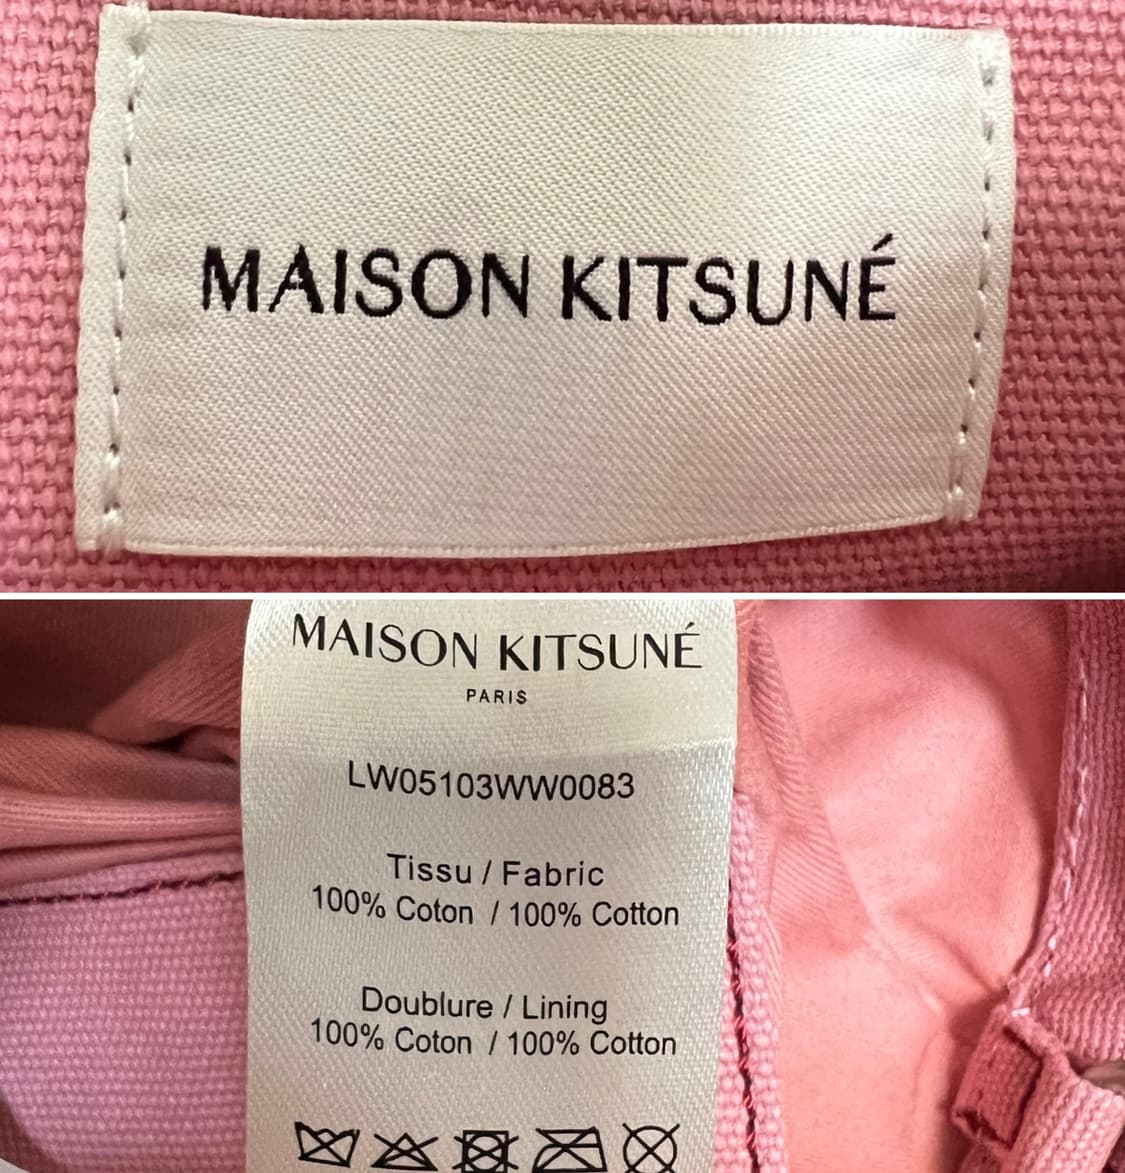 MAISON KITSUNÉ
MAISON KITSUNÉ
PARIS
LW05103WW0083
Tissu / Fabric
100% Coton / 100% Cotton
Doublure / Lining
100% Coton / 100% Cotton